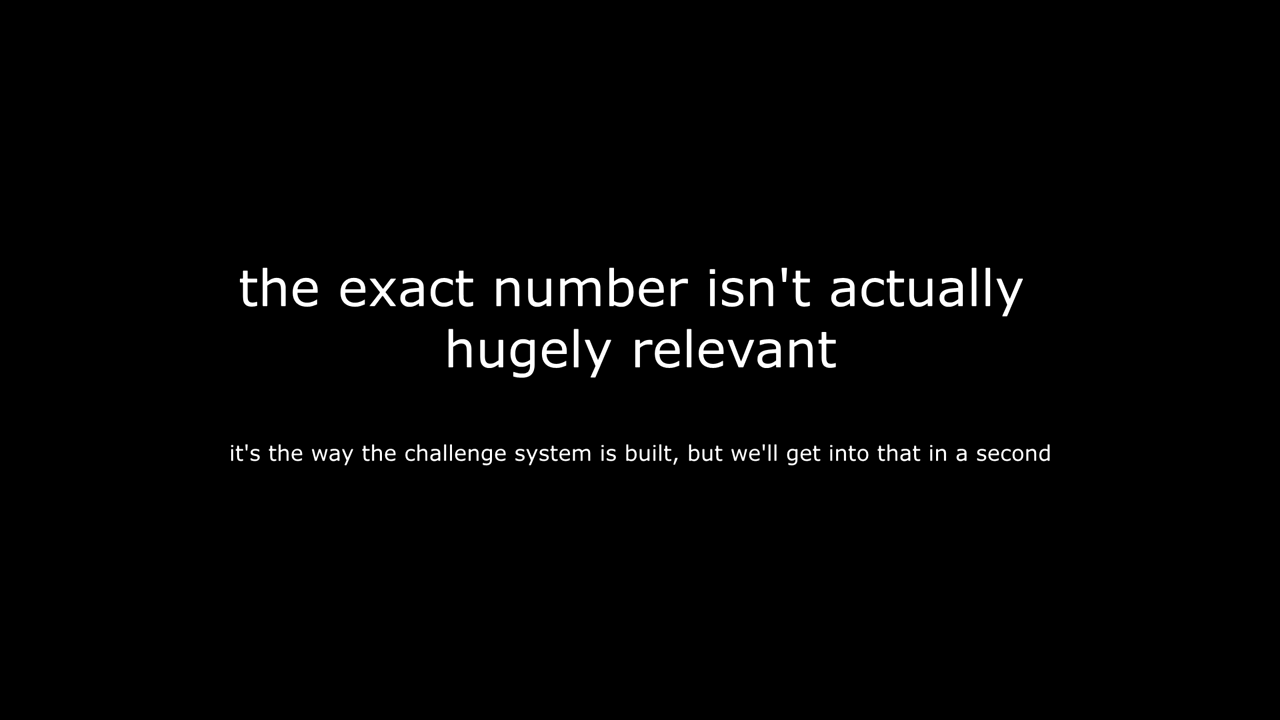 the exact number isn't actually
hugely relevant
it's the way the challenge system is built, but we'll get into that in a second